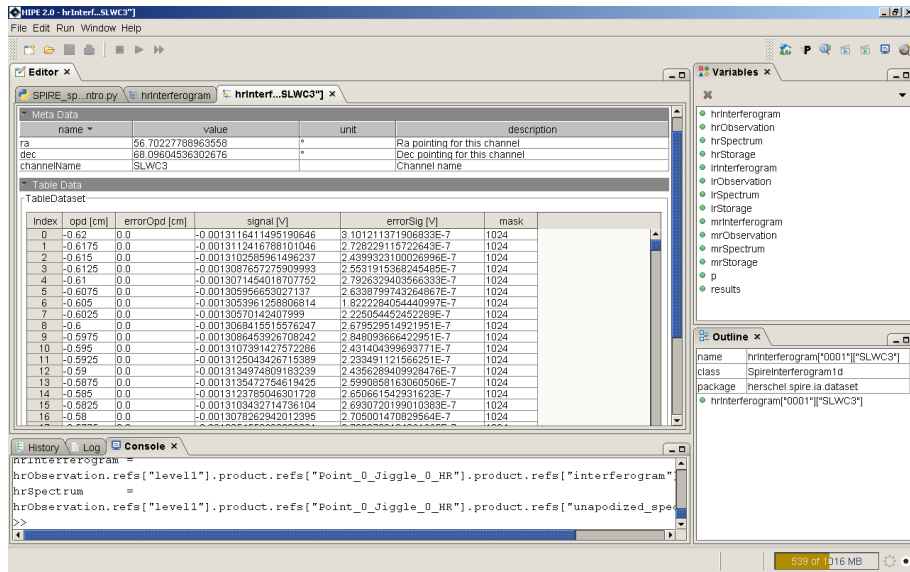 HIPE 2.0 - hrInterf...SLWC3"]
File Edit Run Window Help
Editor ×
SPIRE_sp...ntro.py hrInterferogram hrInterf...SLWC3"] ×
Meta Data
name value unit description
ra 56.70227788963558 ° Ra pointing for this channel
dec 68.09604536302676 ° Dec pointing for this channel
channelName SLWC3 Channel name
Table Data
TableDataset
Index opd [cm] errorOpd [cm] signal [V] errorSig [V] mask
0 -0.62 0.0 -0.0013116411495190646 3.101211371906833E-7 1024
1 -0.6175 0.0 -0.0013112416788101046 2.728229115722643E-7 1024
2 -0.615 0.0 -0.0013102585961496237 2.4399323100026996E-7 1024
3 -0.6125 0.0 -0.0013087657275909993 2.5531915368245485E-7 1024
4 -0.61 0.0 -0.0013071454018707752 2.7926329403566333E-7 1024
5 -0.6075 0.0 -0.001305956653027137 2.6338799743264867E-7 1024
6 -0.605 0.0 -0.0013053961258806814 1.8222284054440997E-7 1024
7 -0.6025 0.0 -0.00130570142407999 2.225054452452289E-7 1024
8 -0.6 0.0 -0.0013068415515576247 2.679529514921951E-7 1024
9 -0.5975 0.0 -0.0013086453926708242 2.848093666422951E-7 1024
10 -0.595 0.0 -0.0013107391427572286 2.431404399693771E-7 1024
11 -0.5925 0.0 -0.0013125043426715389 2.233491121566251E-7 1024
12 -0.59 0.0 -0.0013134974809183239 2.4356289409928476E-7 1024
13 -0.5875 0.0 -0.0013135472754619425 2.5990858163060506E-7 1024
14 -0.585 0.0 -0.0013123785046301728 2.650661542931623E-7 1024
15 -0.5825 0.0 -0.0013103432714736104 2.6930720199010383E-7 1024
16 -0.58 0.0 -0.0013078262942012395 2.705001470829564E-7 1024
History Log Console ×
hrInterferogram =
hrObservation.refs["level1"].product.refs["Point_0_Jiggle_0_HR"].product.refs["interferogram"]
hrSpectrum =
hrObservation.refs["level1"].product.refs["Point_0_Jiggle_0_HR"].product.refs["unapodized_spec
>>
Variables ×
hrInterferogram
hrObservation
hrSpectrum
hrStorage
lrInterferogram
lrObservation
lrSpectrum
lrStorage
mrInterferogram
mrObservation
mrSpectrum
mrStorage
p
results
Outline ×
name hrInterferogram["0001"]["SLWC3"]
class SpireInterferogram1d
package herschel.spire.ia.dataset
hrInterferogram["0001"]["SLWC3"]
539 of 1016 MB